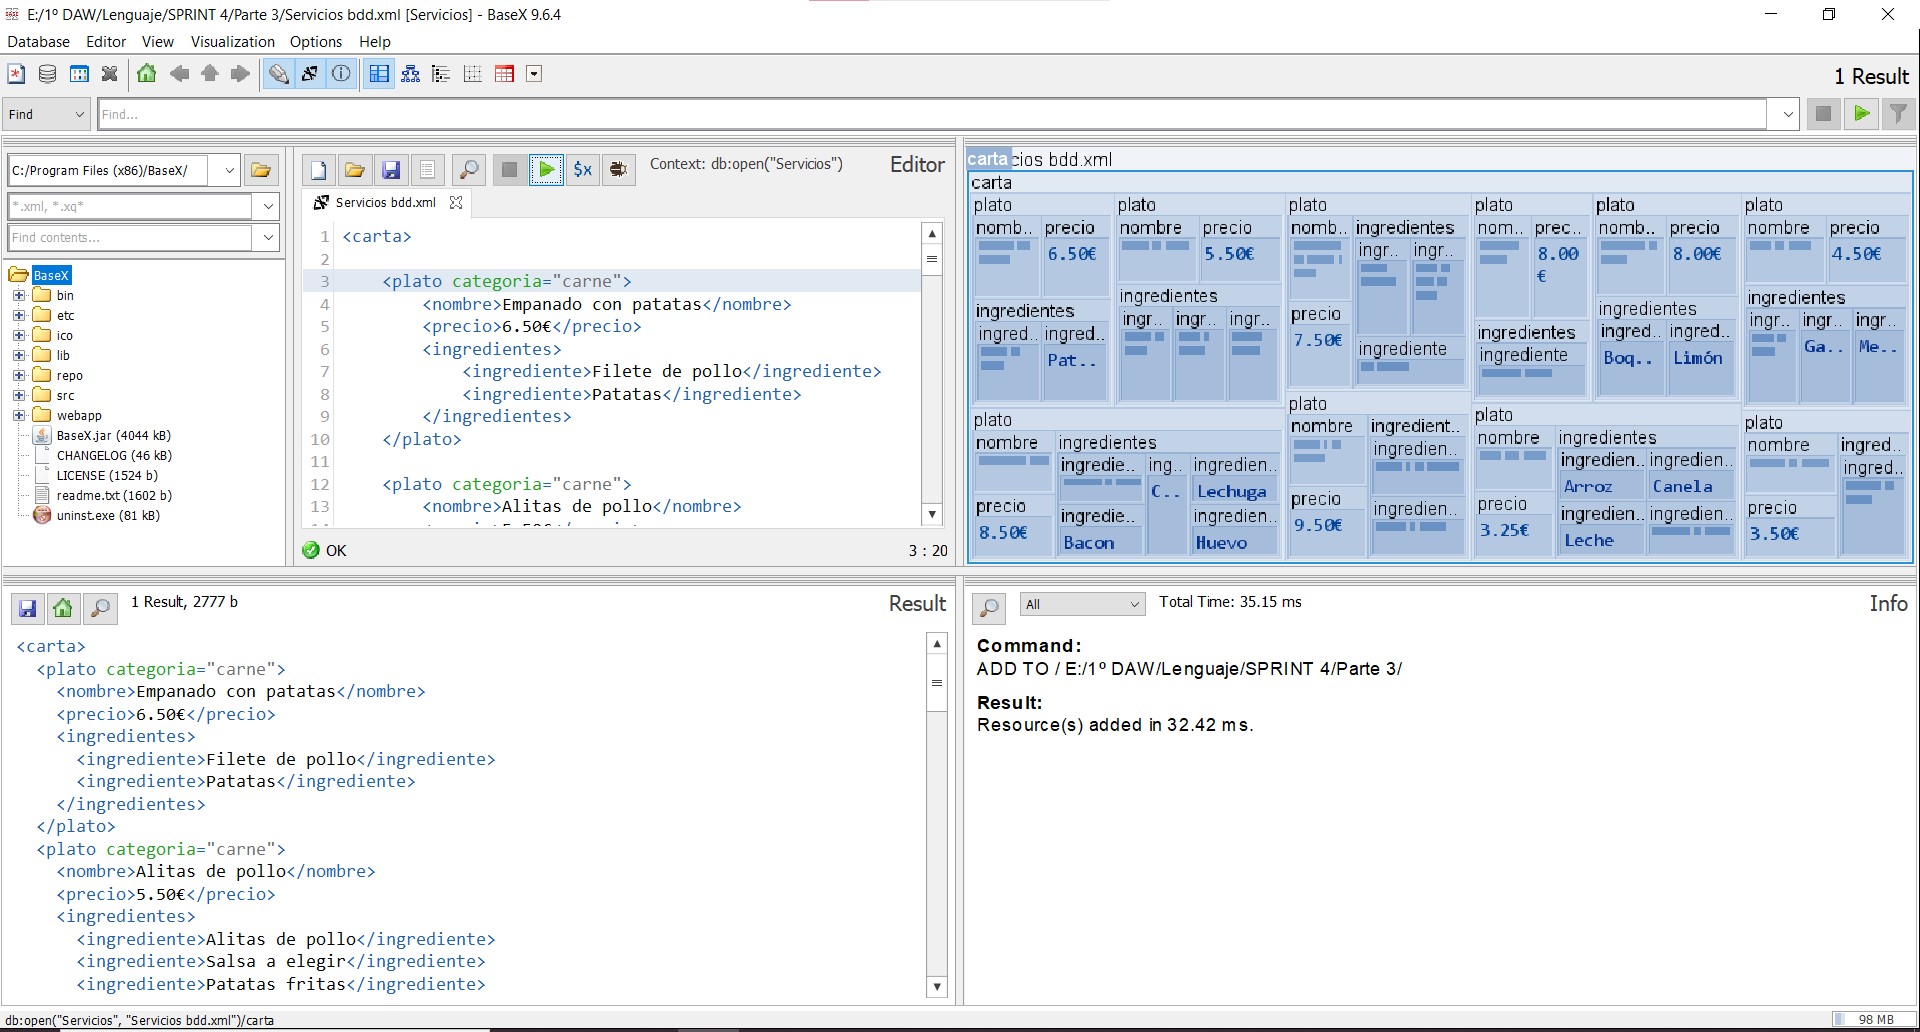 E:/1º DAW/Lenguaje/SPRINT 4/Parte 3/Servicios bdd.xml [Servicios] - BaseX 9.6.4
Database Editor View Visualization Options Help
1 Result
Find
Find...
C:/Program Files (x86)/BaseX/
*.xml, *.xq*
Find contents...
BaseX
bin
etc
ico
lib
repo
src
webapp
BaseX.jar (4044 kB)
CHANGELOG (46 kB)
LICENSE (1524 b)
readme.txt (1602 b)
uninst.exe (81 kB)
$x
Context: db:open("Servicios")
Editor
Servicios bdd.xml
1 <carta>
2
3 <plato categoria="carne">
4 <nombre>Empanado con patatas</nombre>
5 <precio>6.50€</precio>
6 <ingredientes>
7 <ingrediente>Filete de pollo</ingrediente>
8 <ingrediente>Patatas</ingrediente>
9 </ingredientes>
10 </plato>
11
12 <plato categoria="carne">
13 <nombre>Alitas de pollo</nombre>
OK
3 : 20
carta cios bdd.xml
carta
plato plato plato plato plato plato
nomb.. precio nombre precio nomb.. ingredientes nom.. prec.. nomb.. precio nombre precio
6.50€ 5.50€ ingr.. ingr.. 8.00 € 8.00€ 4.50€
ingredientes ingredientes precio ingredientes ingredientes ingredientes
ingred.. ingred.. ingr.. ingr.. ingr.. 7.50€ ingrediente ingrediente ingred.. ingred.. ingr.. ingr.. ingr..
Pat.. Boq.. Limón Ga.. Me..
plato plato plato plato
nombre ingredientes nombre ingredient.. nombre ingredientes nombre ingred..
ingredie.. ing.. ingredien.. ingredien.. ingredien.. ingredien.. ingred..
C.. Lechuga Arroz Canela
precio ingredie.. ingredien.. precio ingredien.. precio ingredien.. ingredien.. precio
8.50€ Bacon Huevo 9.50€ 3.25€ Leche 3.50€
1 Result, 2777 b
Result
<carta>
<plato categoria="carne">
<nombre>Empanado con patatas</nombre>
<precio>6.50€</precio>
<ingredientes>
<ingrediente>Filete de pollo</ingrediente>
<ingrediente>Patatas</ingrediente>
</ingredientes>
</plato>
<plato categoria="carne">
<nombre>Alitas de pollo</nombre>
<precio>5.50€</precio>
<ingredientes>
<ingrediente>Alitas de pollo</ingrediente>
<ingrediente>Salsa a elegir</ingrediente>
<ingrediente>Patatas fritas</ingrediente>
All
Total Time: 35.15 ms
Info
Command:
ADD TO / E:/1º DAW/Lenguaje/SPRINT 4/Parte 3/
Result:
Resource(s) added in 32.42 ms.
db:open("Servicios", "Servicios bdd.xml")/carta
98 MB